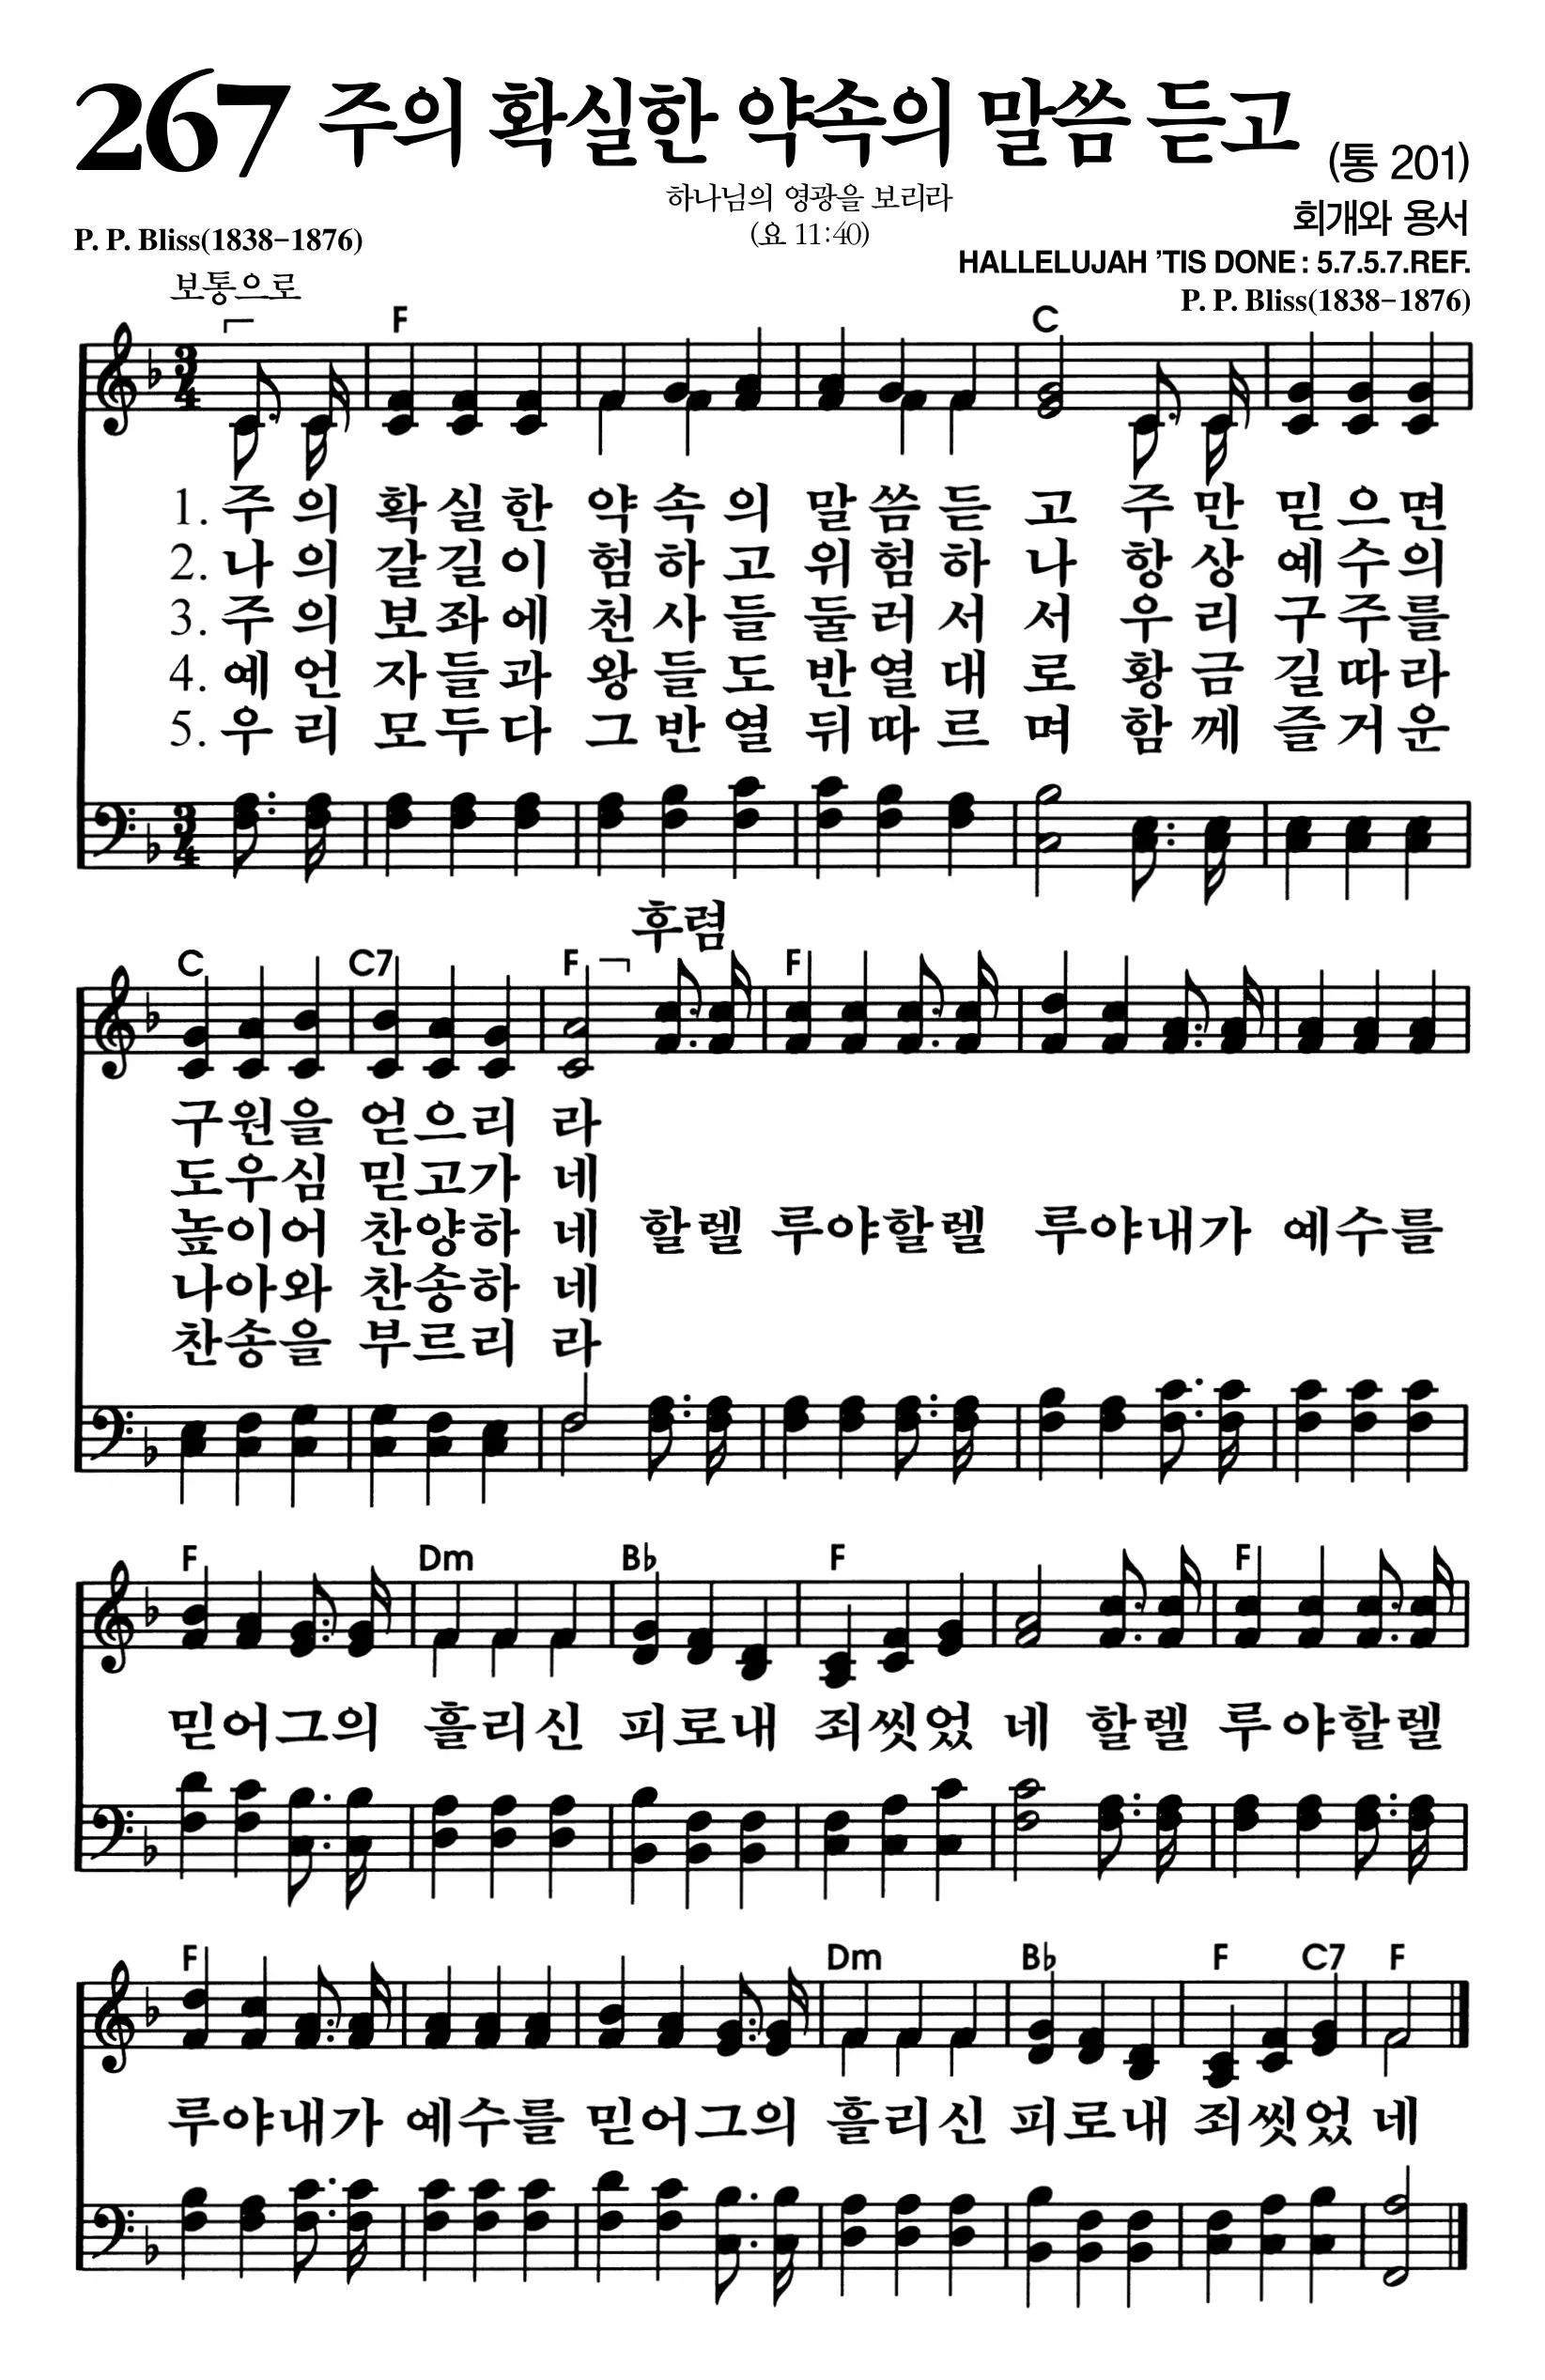 267 주의 확실한 약속의 말씀 듣고 (통 201)
하나님의 영광을 보리라
(요 11:40)
회개와 용서
P. P. Bliss(1838-1876)
HALLELUJAH ’TIS DONE : 5.7.5.7.REF.
보통으로
P. P. Bliss(1838-1876)
F C
3 4
1. 주 의 확 실 한 약 속 의 말 씀 듣 고 주 만 믿 으 면
2. 나 의 갈 길 이 험 하 고 위 험 하 나 항 상 예 수 의
3. 주 의 보 좌 에 천 사 들 둘 러 서 서 우 리 구 주 를
4. 예 언 자 들 과 왕 들 도 반 열 대 로 황 금 길 따 라
5. 우 리 모 두 다 그 반 열 뒤 따 르 며 함 께 즐 거 운
3 4
후렴
C C7 F F
구원을 얻으리 라
도우심 믿고가 네
높이어 찬양하 네 할렐 루야할렐 루야내가 예수를
나아와 찬송하 네
찬송을 부르리 라
F Dm B♭ F F
믿어그의 흘리신 피로내 죄씻었 네 할렐 루야할렐
F Dm B♭ F C7 F
루야내가 예수를 믿어그의 흘리신 피로내 죄씻었 네